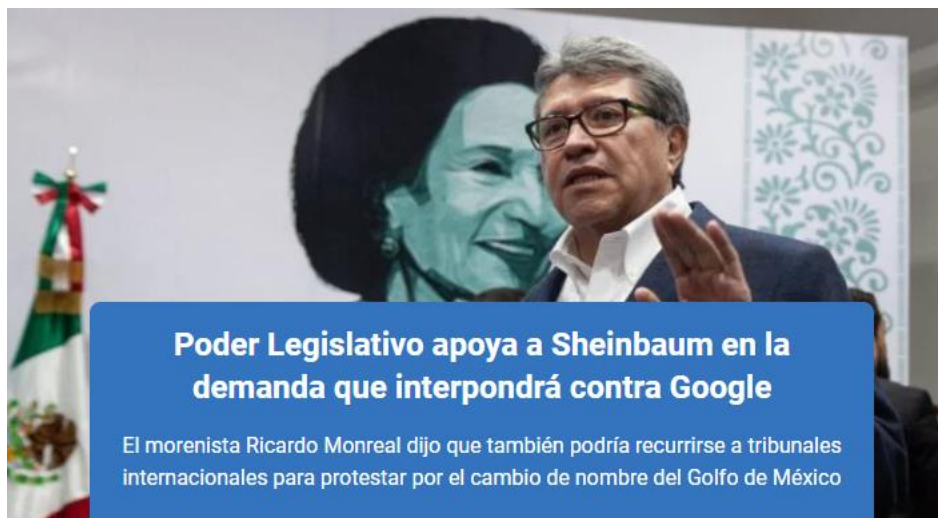 Poder Legislativo apoya a Sheinbaum en la
demanda que interpondrá contra Google
El morenista Ricardo Monreal dijo que también podría recurrirse a tribunales
internacionales para protestar por el cambio de nombre del Golfo de México